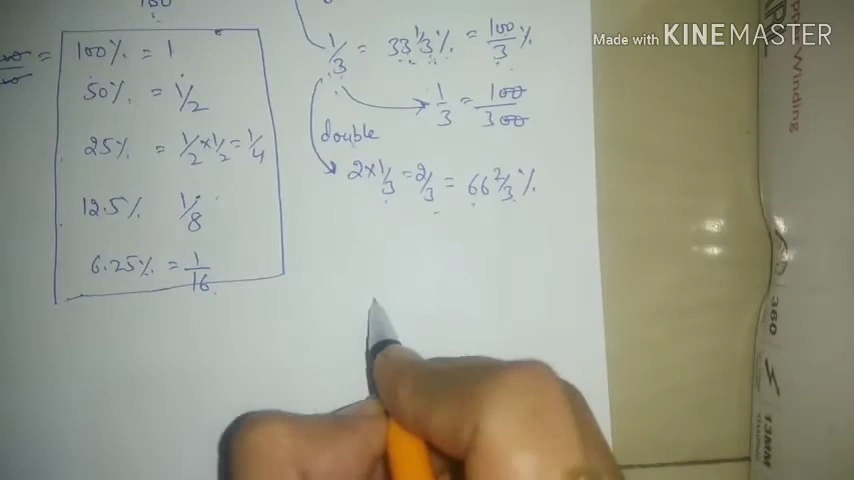 100
Made with KINEMASTER
100% = 1
50% = 1/2
25% = 1/2 × 1/2 = 1/4
12.5% 1/8
6.25% = 1/16
1/3 = 33 1/3% = 100/3 %
1/3 = 100/300
double
2×1/3 = 2/3 = 66 2/3 %
Winding
360
13MM